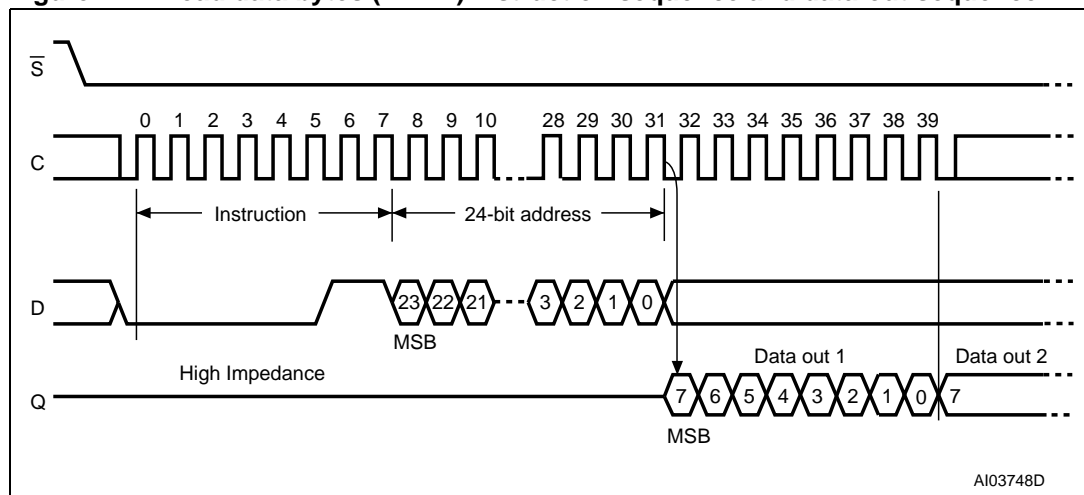 S
0 1 2 3 4 5 6 7 8 9 10 28 29 30 31 32 33 34 35 36 37 38 39
C
Instruction 24-bit address
D
23 22 21 3 2 1 0
MSB
Data out 1 Data out 2
High Impedance
Q
7 6 5 4 3 2 1 0 7
MSB
AI03748D